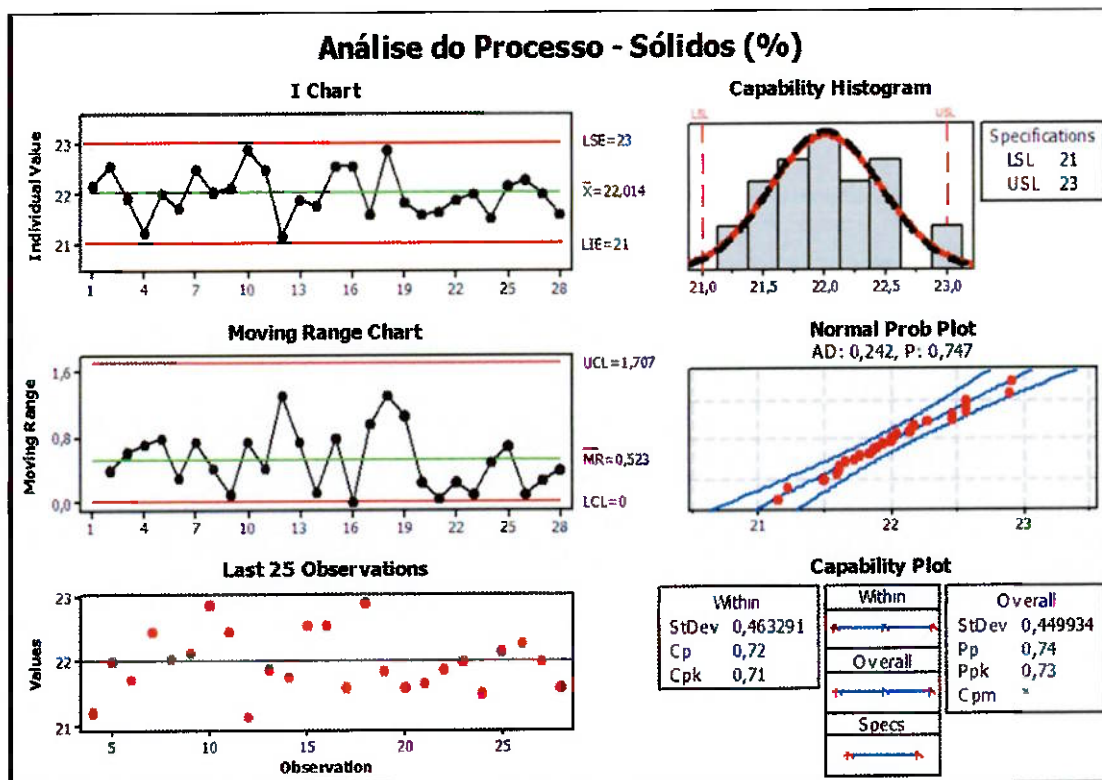 Análise do Processo - Sólidos (%)
I Chart
Individual Value
23
22
21
LSE=23
X=22,014
LIE=21
1 4 7 10 13 16 19 22 25 28
Moving Range Chart
Moving Range
1,6
0,8
0,0
UCL=1,707
MR=0,523
LCL=0
1 4 7 10 13 16 19 22 25 28
Last 25 Observations
Values
23
22
21
5 10 15 20 25
Observation
Capability Histogram
LSL USL
21,0 21,5 22,0 22,5 23,0
Specifications
LSL 21
USL 23
Normal Prob Plot
AD: 0,242, P: 0,747
21 22 23
Capability Plot
Within
StDev 0,463291
Cp 0,72
Cpk 0,71
Within
Overall
Specs
Overall
StDev 0,449934
Pp 0,74
Ppk 0,73
Cpm *